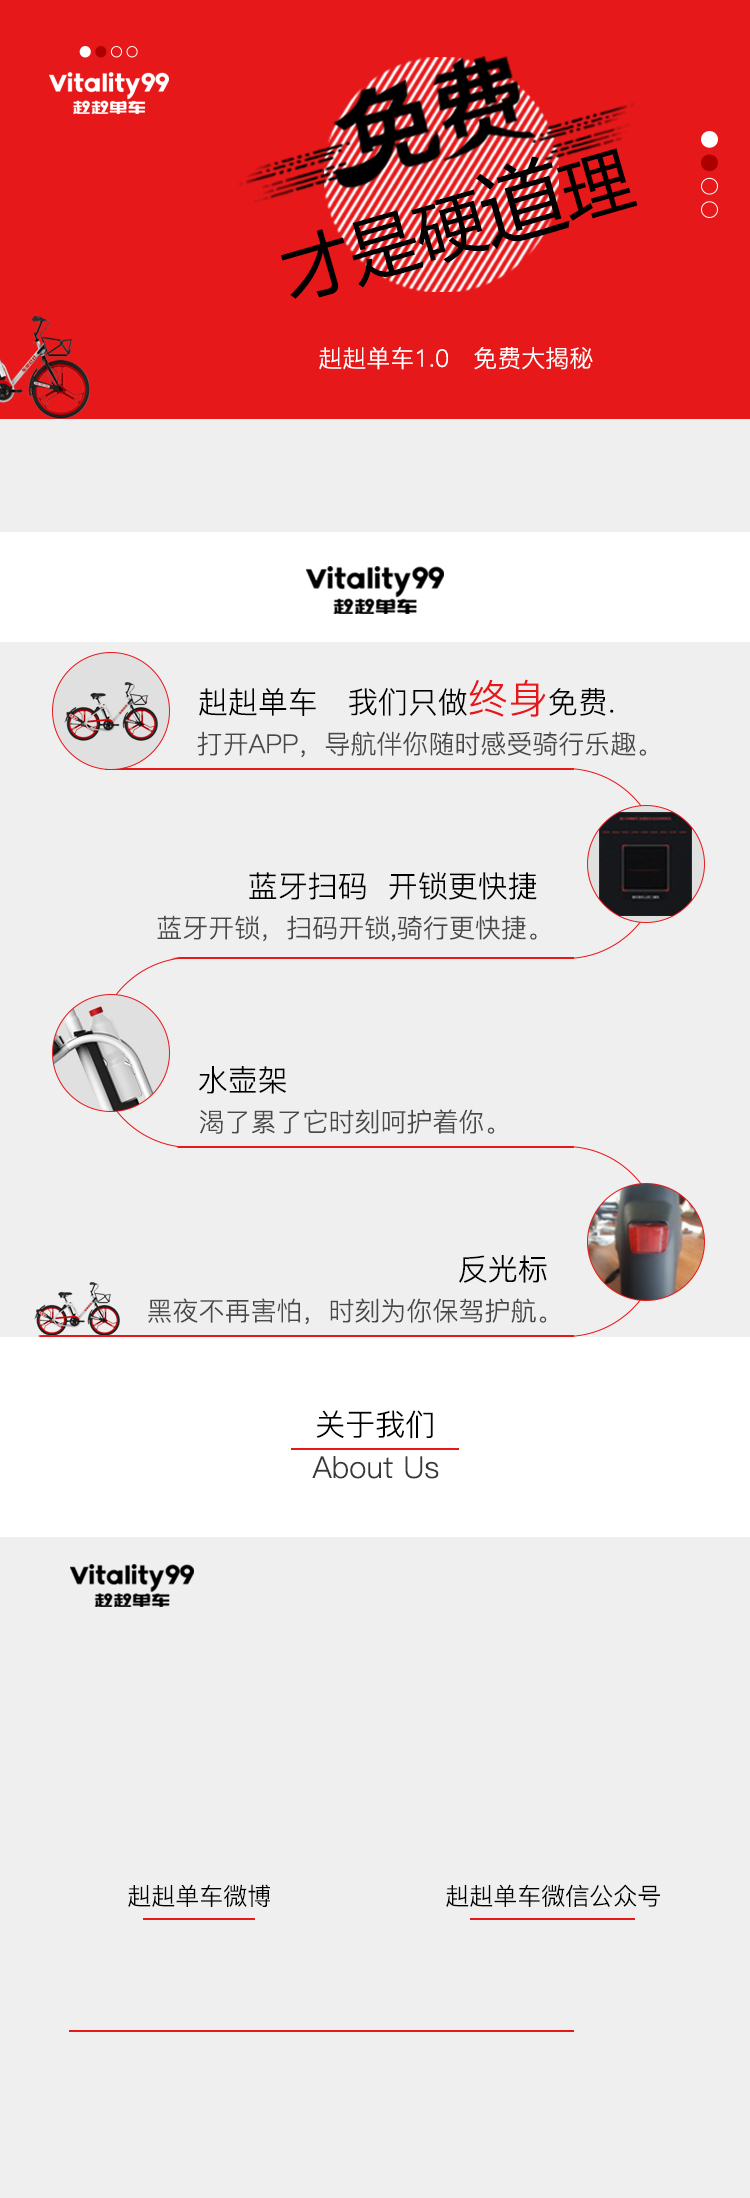 Vitality99
赳赳单车
免费
才是硬道理
赳赳单车1.0 免费大揭秘
Vitality99
赳赳单车
赳赳单车 我们只做终身免费.
打开APP，导航伴你随时感受骑行乐趣。
蓝牙扫码 开锁更快捷
蓝牙开锁，扫码开锁,骑行更快捷。
水壶架
渴了累了它时刻呵护着你。
反光标
黑夜不再害怕，时刻为你保驾护航。
关于我们
About Us
Vitality99
赳赳单车
赳赳单车微博
赳赳单车微信公众号